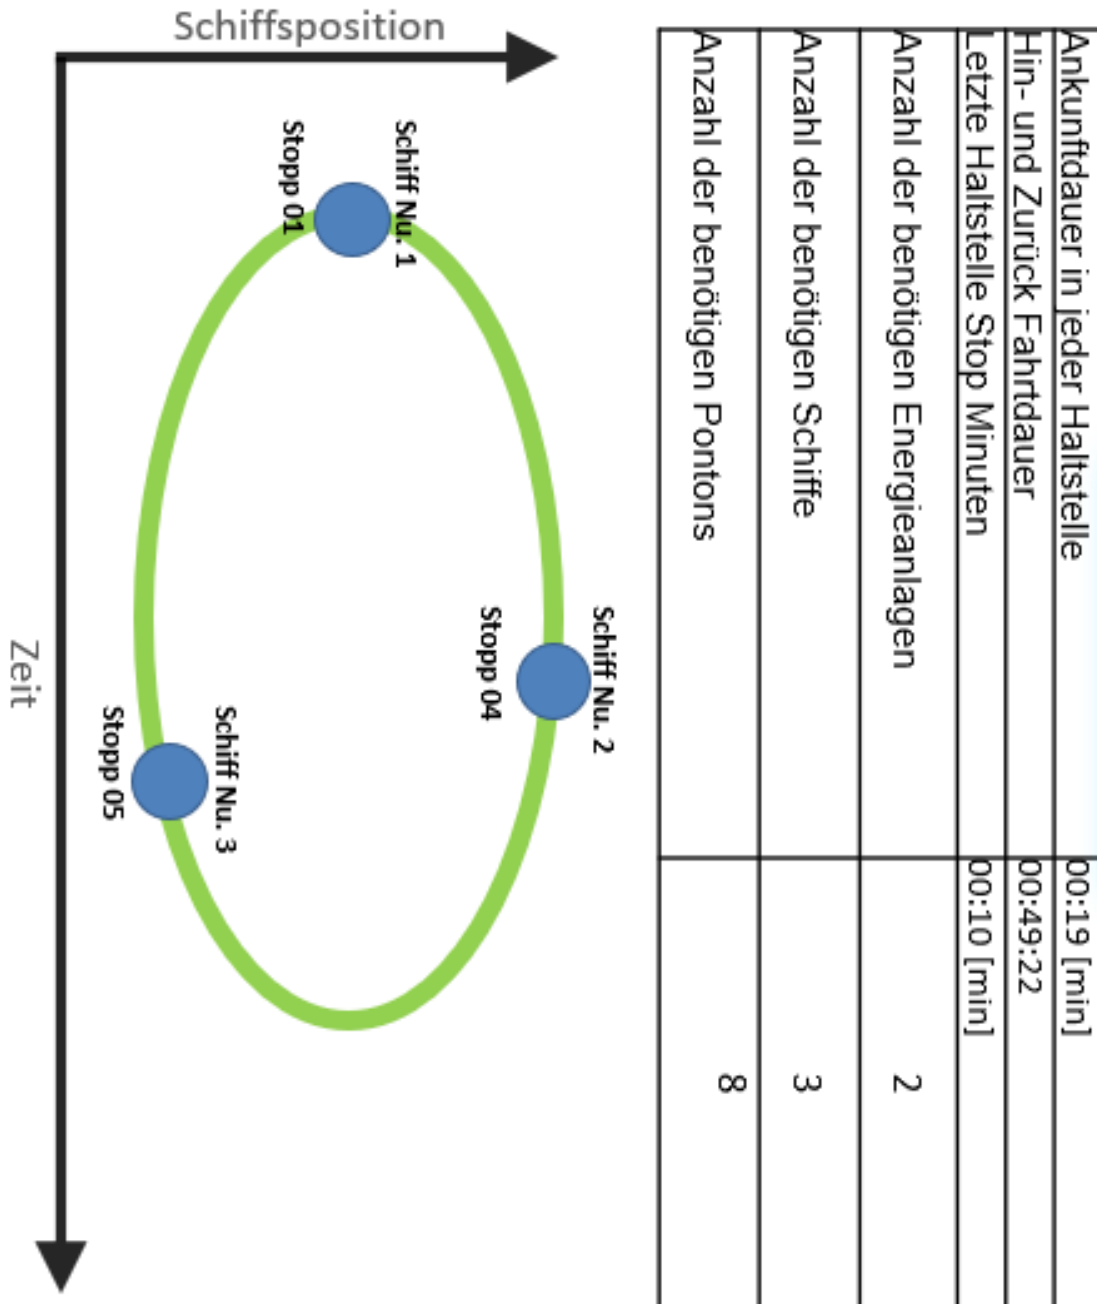 Ankunftdauer in jeder Haltstelle 00:19 [min]
Hin- und Zurück Fahrtdauer 00:49:22
Letzte Haltstelle Stop Minuten 00:10 [min]
Anzahl der benötigen Energieanlagen 2
Anzahl der benötigen Schiffe 3
Anzahl der benötigen Pontons 8
Schiffsposition
Schiff Nu. 2
Stopp 04
Schiff Nu. 1
Stopp 01
Schiff Nu. 3
Stopp 05
Zeit